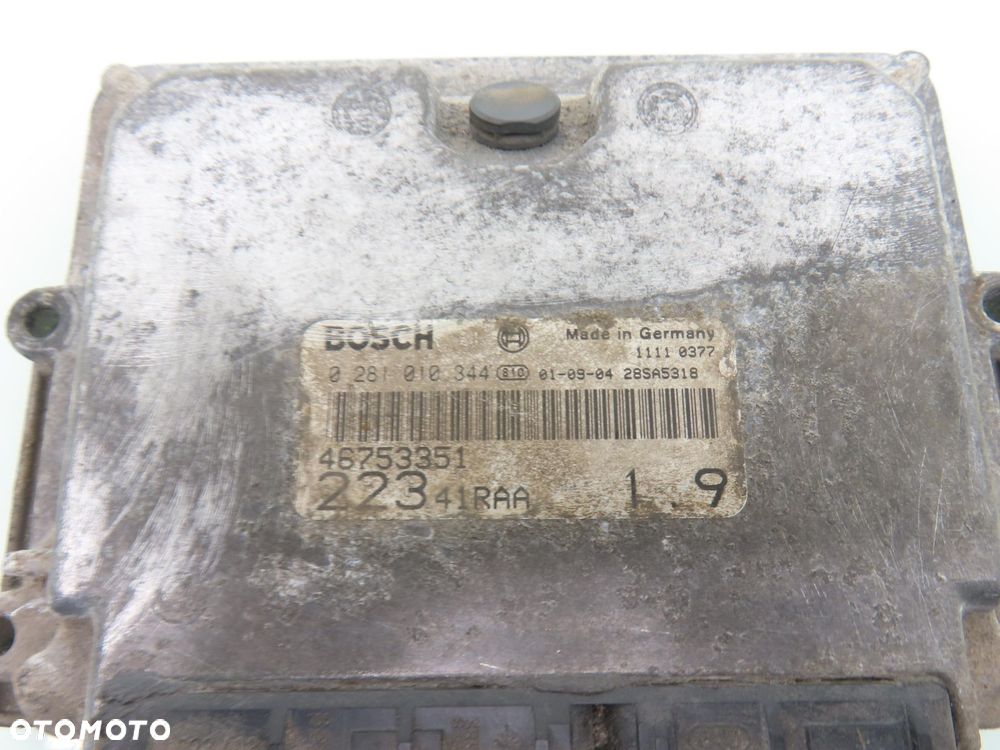 BOSCH Made in Germany
1111 0377
0 281 010 344 S10 01-09-04 28SA5318
46753351
223 41RAA 1.9
OTOMOTO